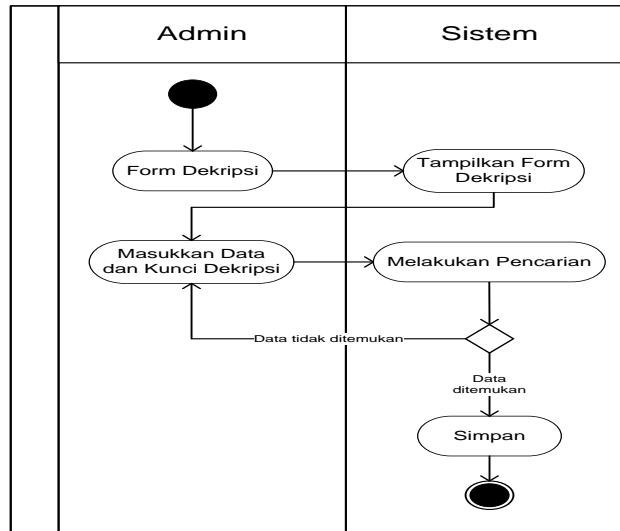 Admin
Sistem
Form Dekripsi
Tampilkan Form
Dekripsi
Masukkan Data
dan Kunci Dekripsi
Melakukan Pencarian
Data tidak ditemukan
Data
ditemukan
Simpan